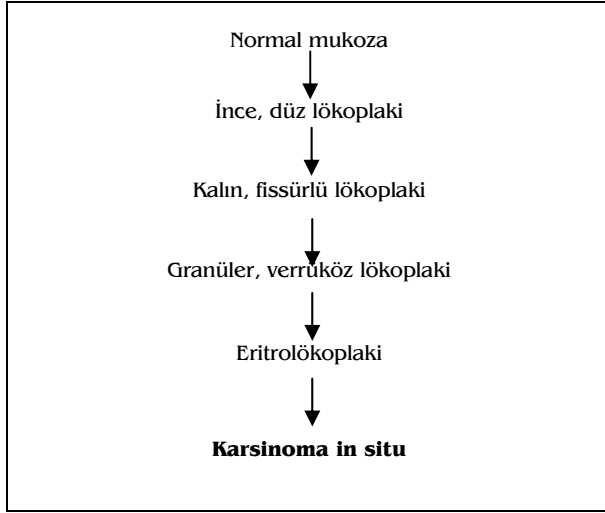 Normal mukoza
İnce, düz lökoplaki
Kalın, fissürlü lökoplaki
Granüler, verrüköz lökoplaki
Eritrolökoplaki
Karsinoma in situ